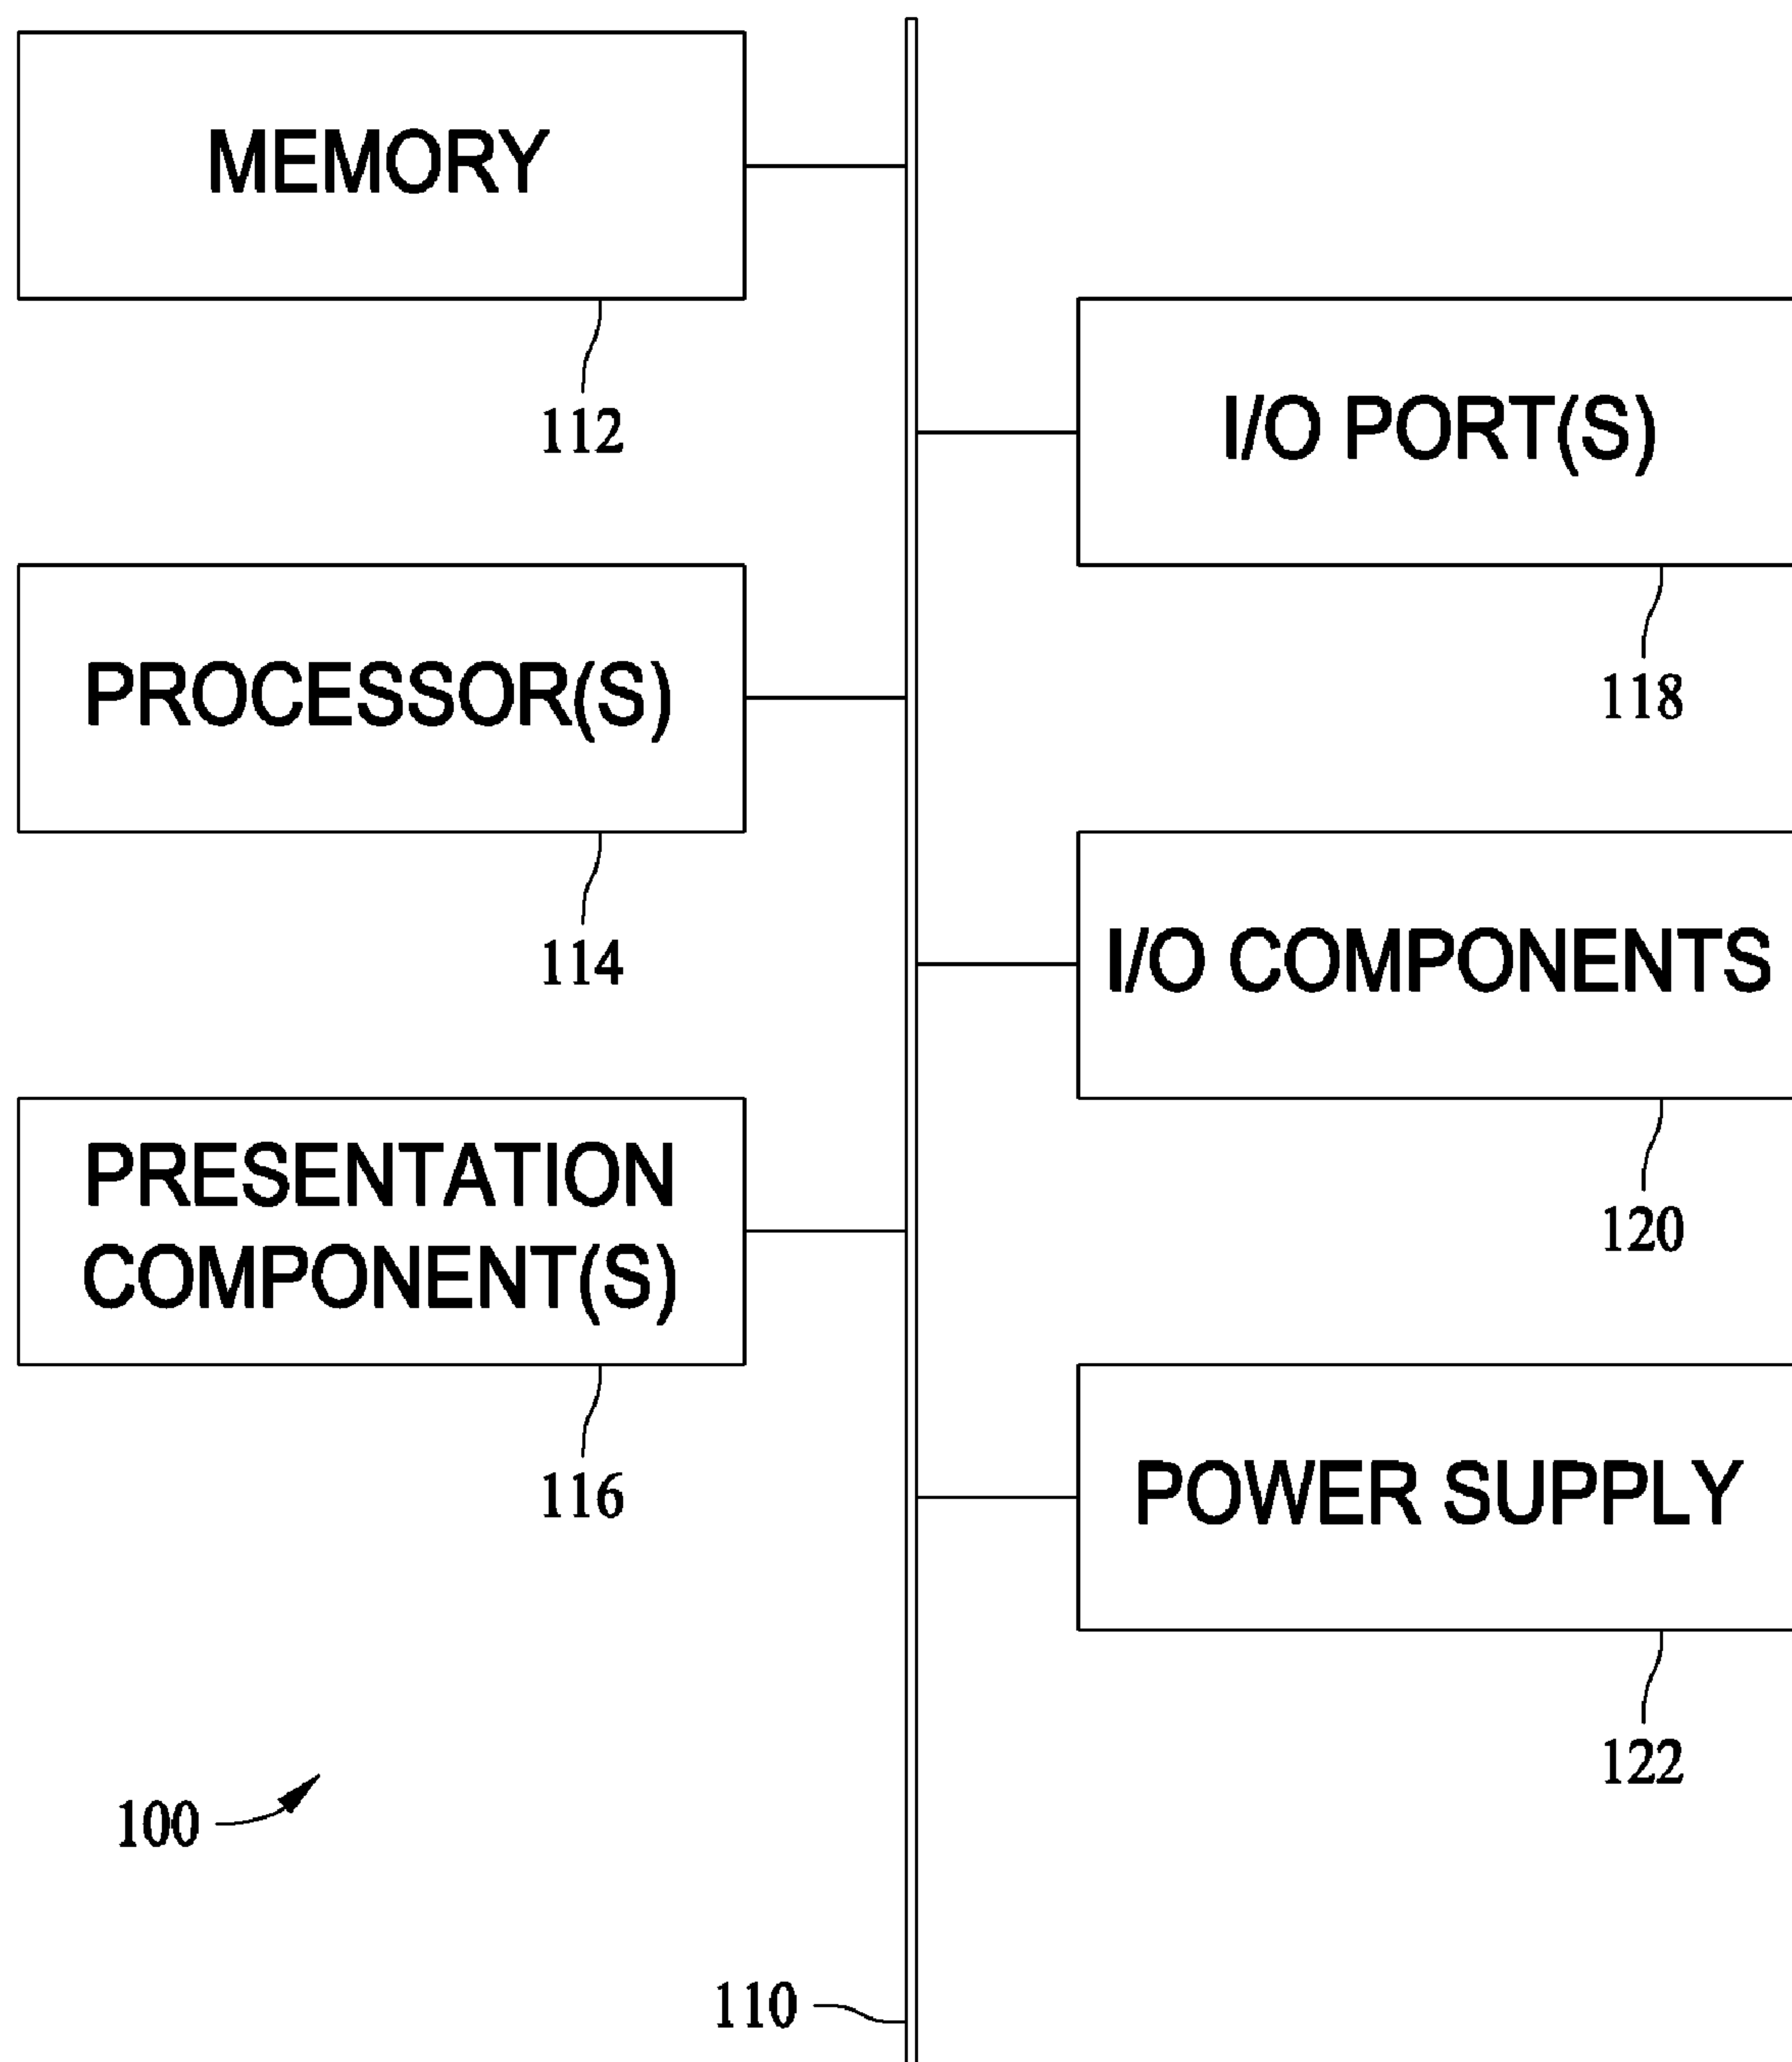 MEMORY
112
I/O PORT(S)
118
PROCESSOR(S)
114
I/O COMPONENTS
120
PRESENTATION
COMPONENT(S)
116
POWER SUPPLY
122
100
110